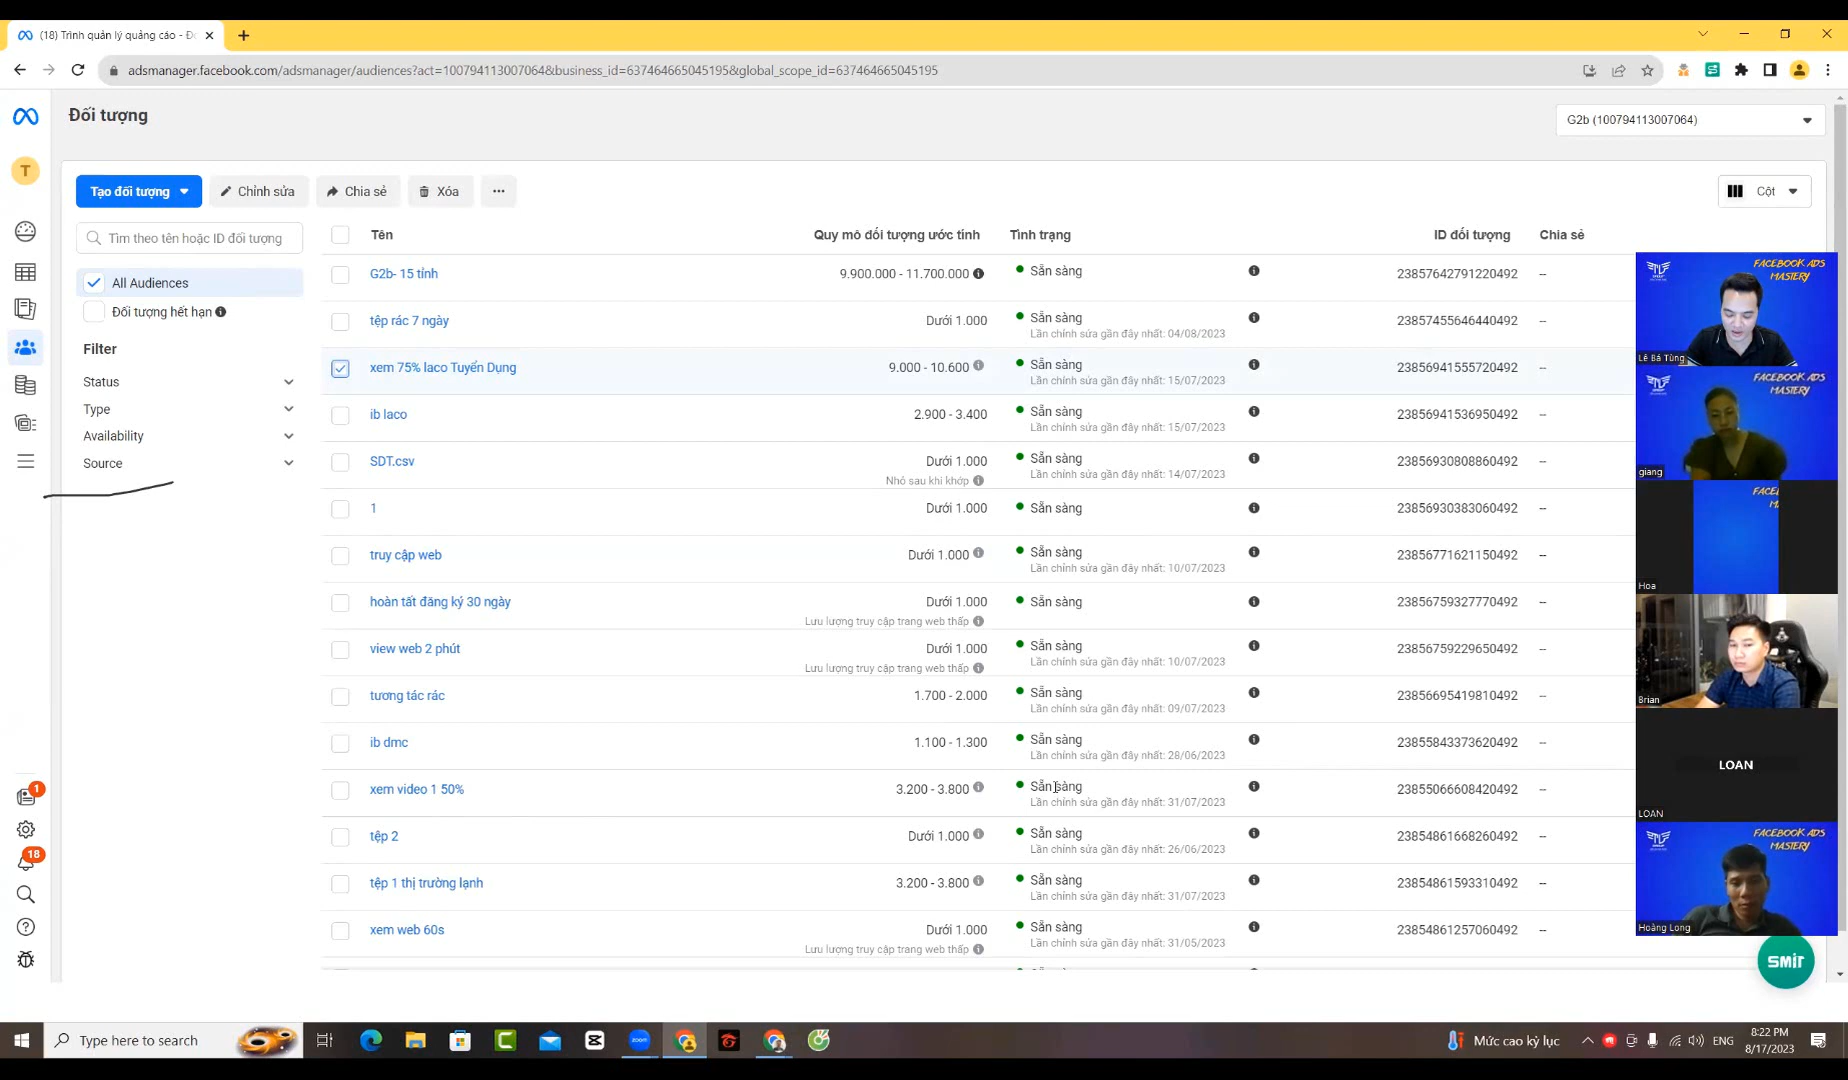 (18) Trình quản lý quảng cáo - Đố
adsmanager.facebook.com/adsmanager/audiences?act=100794113007064&business_id=637464665045195&global_scope_id=637464665045195
Đối tượng
G2b (100794113007064)
T
Tạo đối tượng
Chỉnh sửa
Chia sẻ
Xóa
Cột
Tìm theo tên hoặc ID đối tượng
All Audiences
Đối tượng hết hạn
Filter
Status
Type
Availability
Source
Tên Quy mô đối tượng ước tính Tình trạng ID đối tượng Chia sẻ
G2b- 15 tỉnh 9.900.000 - 11.700.000 Sẵn sàng 23857642791220492 --
tệp rác 7 ngày Dưới 1.000 Sẵn sàng 23857455646440492 --
Lần chỉnh sửa gần đây nhất: 04/08/2023
xem 75% laco Tuyển Dụng 9.000 - 10.600 Sẵn sàng 23856941555720492 --
Lần chỉnh sửa gần đây nhất: 15/07/2023
ib laco 2.900 - 3.400 Sẵn sàng 23856941536950492 --
Lần chỉnh sửa gần đây nhất: 15/07/2023
SDT.csv Dưới 1.000 Sẵn sàng 23856930808860492 --
Nhỏ sau khi khớp Lần chỉnh sửa gần đây nhất: 14/07/2023
1 Dưới 1.000 Sẵn sàng 23856930383060492 --
truy cập web Dưới 1.000 Sẵn sàng 23856771621150492 --
Lần chỉnh sửa gần đây nhất: 10/07/2023
hoàn tất đăng ký 30 ngày Dưới 1.000 Sẵn sàng 23856759327770492 --
Lưu lượng truy cập trang web thấp
view web 2 phút Dưới 1.000 Sẵn sàng 23856759229650492 --
Lưu lượng truy cập trang web thấp Lần chỉnh sửa gần đây nhất: 10/07/2023
tương tác rác 1.700 - 2.000 Sẵn sàng 23856695419810492 --
Lần chỉnh sửa gần đây nhất: 09/07/2023
ib dmc 1.100 - 1.300 Sẵn sàng 23855843373620492 --
Lần chỉnh sửa gần đây nhất: 28/06/2023
xem video 1 50% 3.200 - 3.800 Sẵn sàng 23855066608420492 --
Lần chỉnh sửa gần đây nhất: 31/07/2023
tệp 2 Dưới 1.000 Sẵn sàng 23854861668260492 --
Lần chỉnh sửa gần đây nhất: 26/06/2023
tệp 1 thị trường lạnh 3.200 - 3.800 Sẵn sàng 23854861593310492 --
Lần chỉnh sửa gần đây nhất: 31/07/2023
xem web 60s Dưới 1.000 Sẵn sàng 23854861257060492 --
Lưu lượng truy cập trang web thấp Lần chỉnh sửa gần đây nhất: 31/05/2023
1
18
FACEBOOK ADS
MASTERY
Lê Bá Tùng
FACEBOOK ADS
MASTERY
giang
FACE
M
Hoa
Brian
LOAN
LOAN
FACEBOOK ADS
MASTERY
Hoàng Long
SMIT
Type here to search
zoom
Mức cao kỷ lục
ENG
8:22 PM
8/17/2023